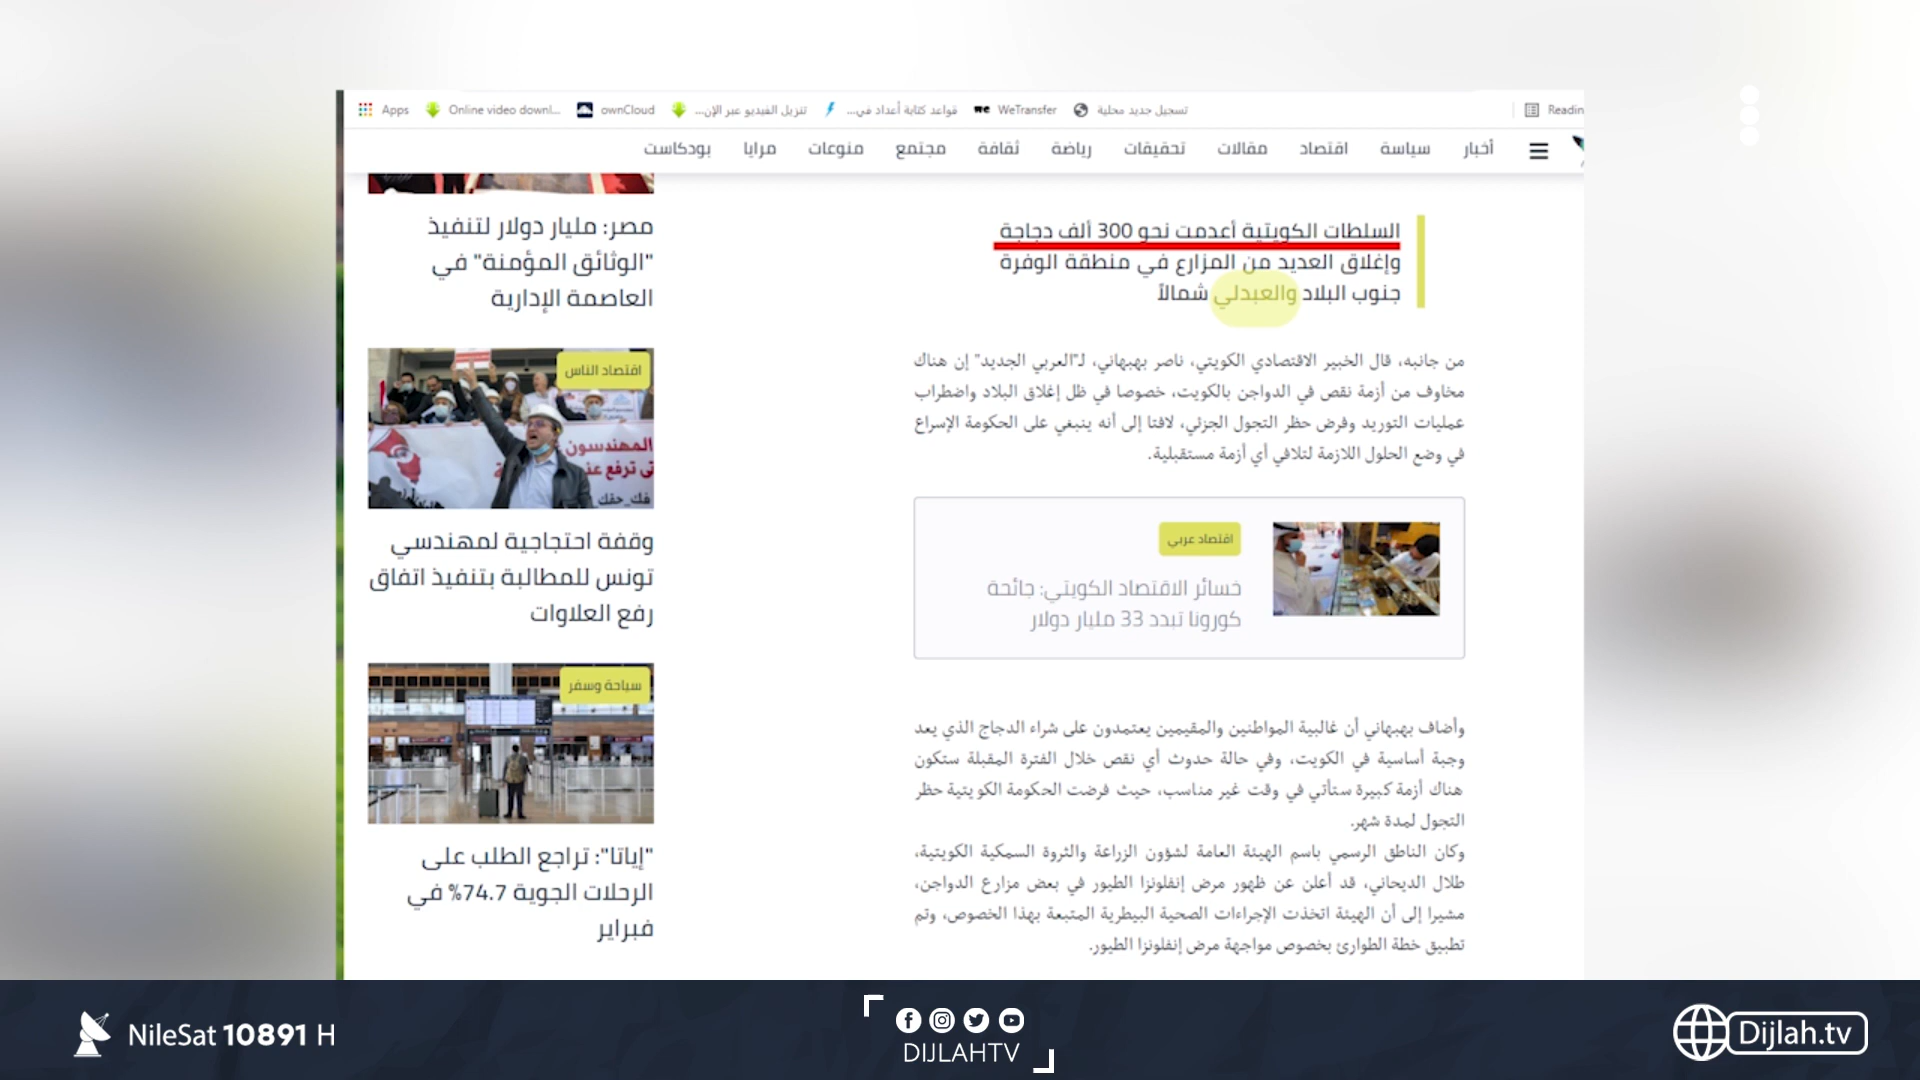 Apps
Online video downl...
ownCloud
تنزيل الفيديو عبر الإن...
قواعد كتابة أعداد في...
WeTransfer
تسجيل جديد محلية
Readin
أخبار
سياسة
اقتصاد
مقالات
تحقيقات
رياضة
ثقافة
مجتمع
منوعات
مرايا
بودكاست
السلطات الكويتية أعدمت نحو 300 ألف دجاجة
وإغلاق العديد من المزارع في منطقة الوفرة
جنوب البلاد والعبدلي شمالاً
من جانبه، قال الخبير الاقتصادي الكويتي، ناصر بهبهاني، لـ"العربي الجديد" إن هناك
مخاوف من أزمة نقص في الدواجن بالكويت، خصوصا في ظل إغلاق البلاد واضطراب
عمليات التوريد وفرض حظر التجول الجزئي، لافتا إلى أنه ينبغي على الحكومة الإسراع
في وضع الحلول اللازمة لتلافي أي أزمة مستقبلية.
اقتصاد عربي
خسائر الاقتصاد الكويتي: جائحة
كورونا تبدد 33 مليار دولار
وأضاف بهبهاني أن غالبية المواطنين والمقيمين يعتمدون على شراء الدجاج الذي يعد
وجبة أساسية في الكويت، وفي حالة حدوث أي نقص خلال الفترة المقبلة ستكون
هناك أزمة كبيرة ستأتي في وقت غير مناسب، حيث فرضت الحكومة الكويتية حظر
التجول لمدة شهر.
وكان الناطق الرسمي باسم الهيئة العامة لشؤون الزراعة والثروة السمكية الكويتية،
طلال الديحاني، قد أعلن عن ظهور مرض إنفلونزا الطيور في بعض مزارع الدواجن،
مشيرا إلى أن الهيئة اتخذت الإجراءات الصحية البيطرية المتبعة بهذا الخصوص، وتم
تطبيق خطة الطوارئ بخصوص مواجهة مرض إنفلونزا الطيور.
مصر: مليار دولار لتنفيذ
"الوثائق المؤمنة" في
العاصمة الإدارية
اقتصاد الناس
المهندسون
وقفة احتجاجية لمهندسي
تونس للمطالبة بتنفيذ اتفاق
رفع العلاوات
سياحة وسفر
"إياتا": تراجع الطلب على
الرحلات الجوية 74.7% في
فبراير
NileSat 10891 H
DIJLAHTV
Dijlah.tv